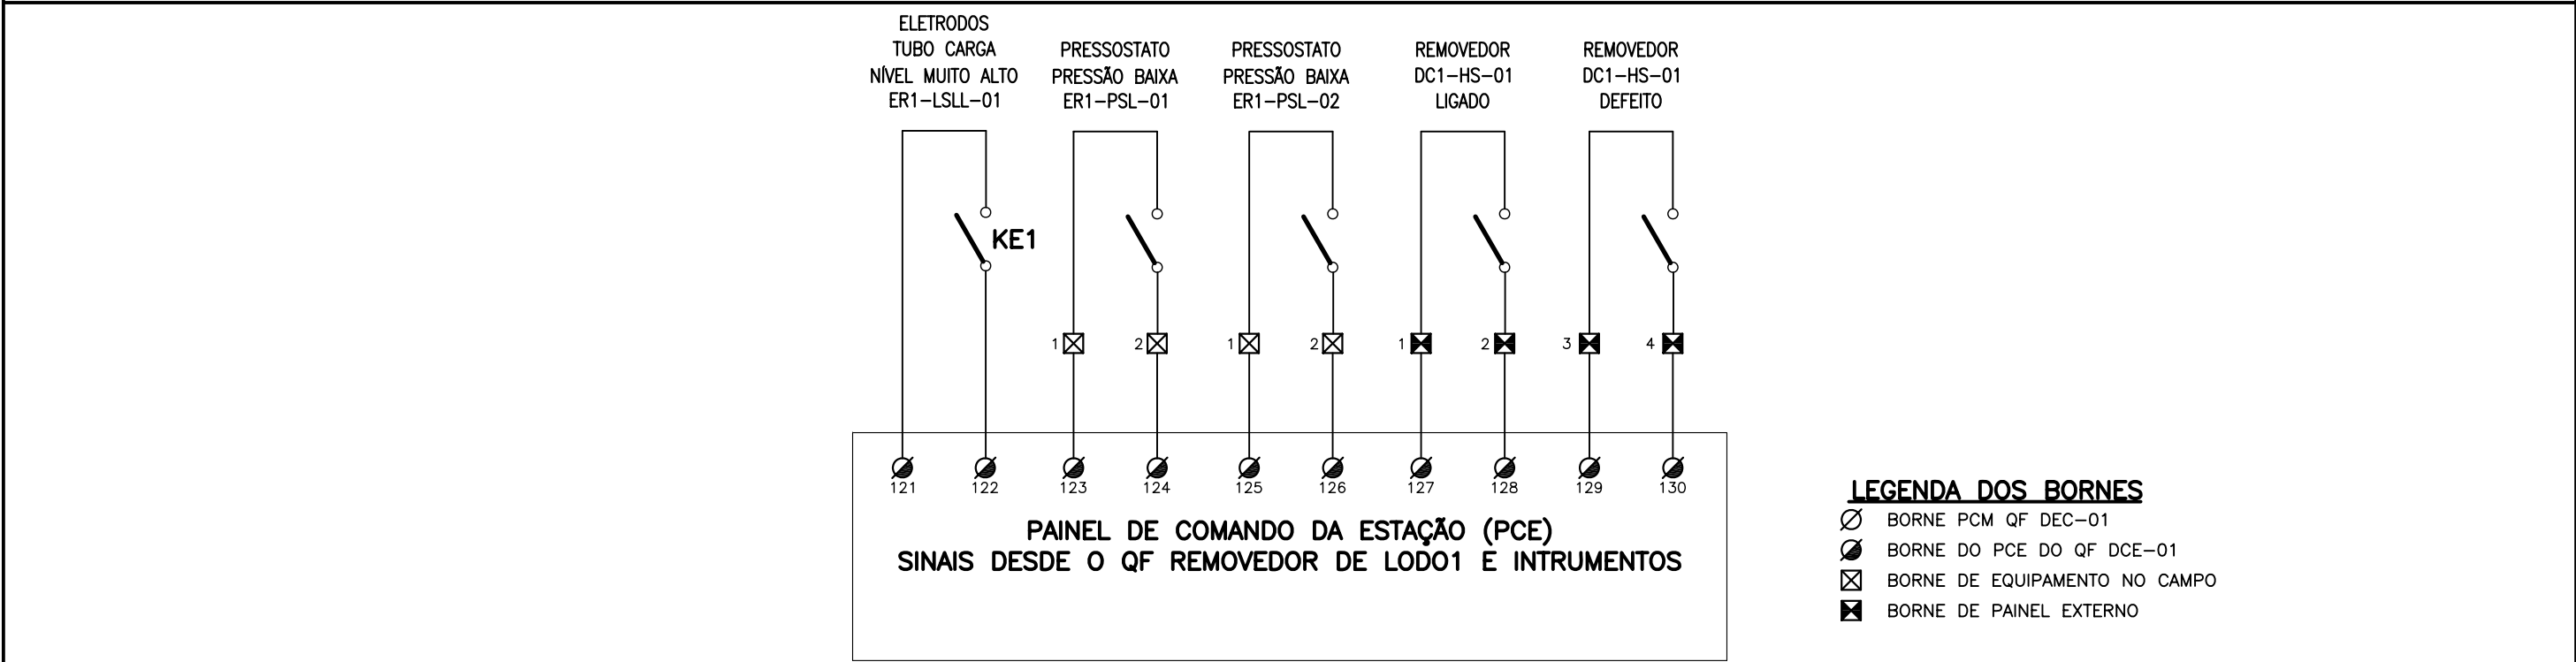 ELETRODOS
TUBO CARGA
NÍVEL MUITO ALTO
ER1-LSLL-01
PRESSOSTATO
PRESSÃO BAIXA
ER1-PSL-01
PRESSOSTATO
PRESSÃO BAIXA
ER1-PSL-02
REMOVEDOR
DC1-HS-01
LIGADO
REMOVEDOR
DC1-HS-01
DEFEITO
KE1
1 2 1 2 1 2 3 4
121 122 123 124 125 126 127 128 129 130
PAINEL DE COMANDO DA ESTAÇÃO (PCE)
SINAIS DESDE O QF REMOVEDOR DE LODO1 E INTRUMENTOS
LEGENDA DOS BORNES
BORNE PCM QF DEC-01
BORNE DO PCE DO QF DCE-01
BORNE DE EQUIPAMENTO NO CAMPO
BORNE DE PAINEL EXTERNO